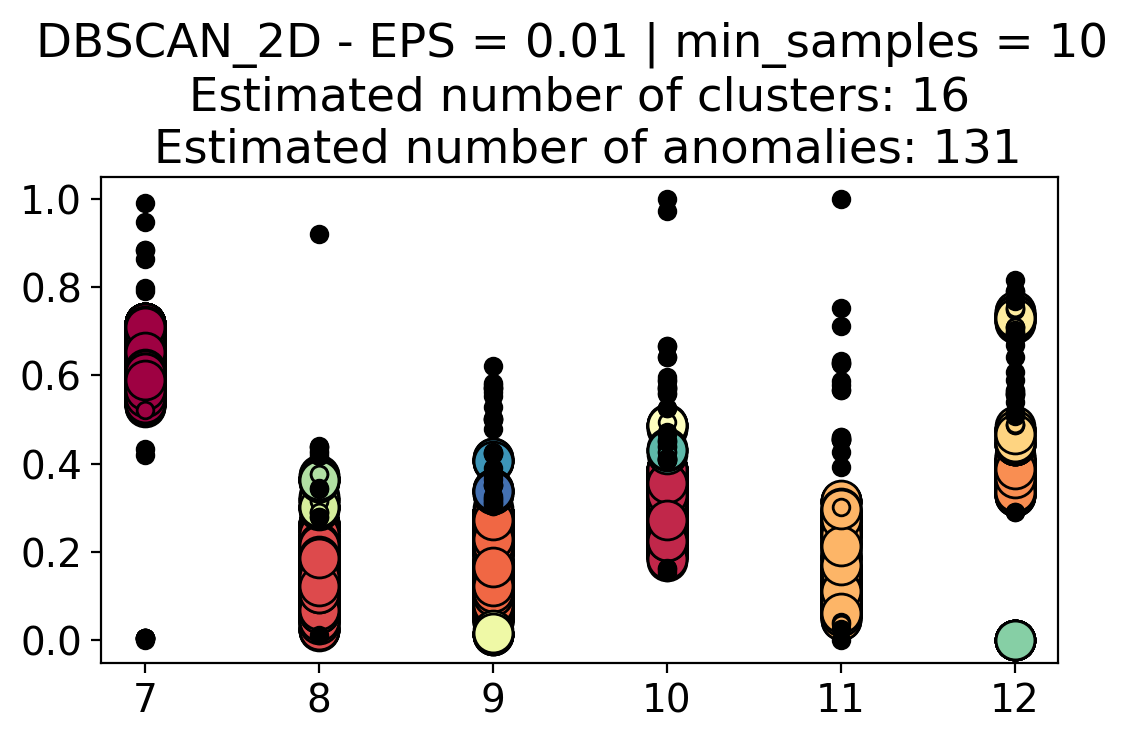 DBSCAN_2D - EPS = 0.01 | min_samples = 10
Estimated number of clusters: 16
Estimated number of anomalies: 131
1.0
0.8
0.6
0.4
0.2
0.0
7 8 9 10 11 12